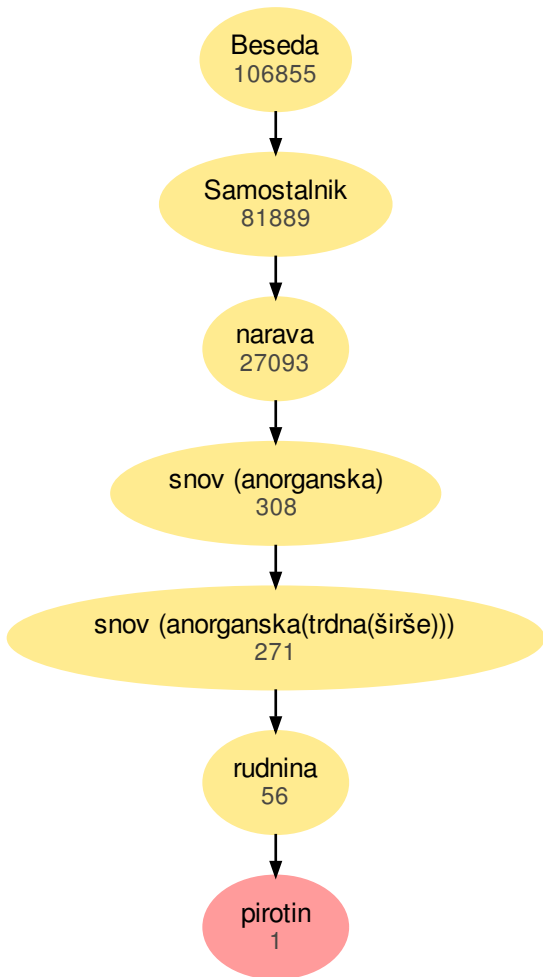 Beseda
106855
Samostalnik
81889
narava
27093
snov (anorganska)
308
snov (anorganska(trdna(širše)))
271
rudnina
56
pirotin
1